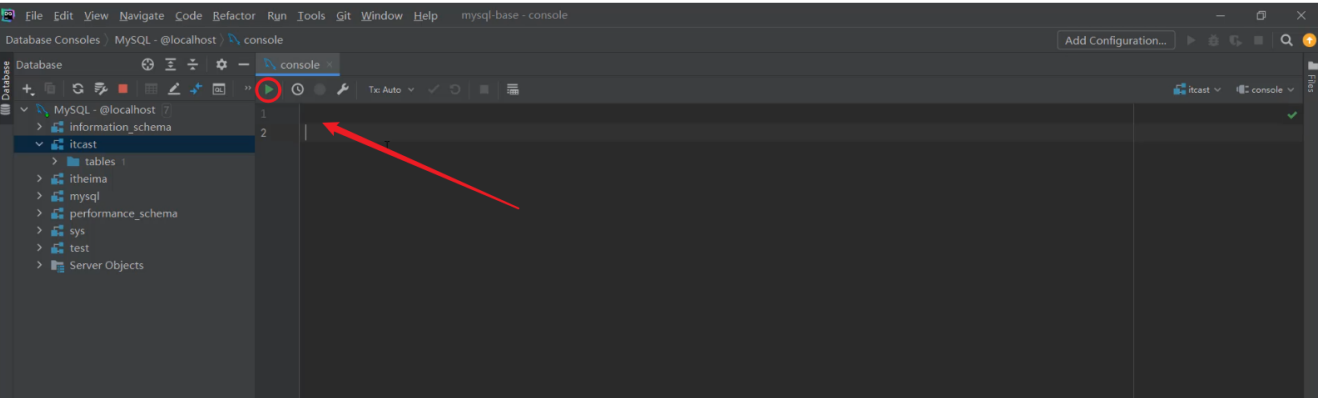 DG File Edit View Navigate Code Refactor Run Tools Git Window Help mysql-base - console
Database Consoles MySQL - @localhost console Add Configuration...
Database
Database
console
QL
Tx: Auto
itcast
console
Files
MySQL - @localhost 7
information_schema
itcast
tables 1
itheima
mysql
performance_schema
sys
test
Server Objects
1
2